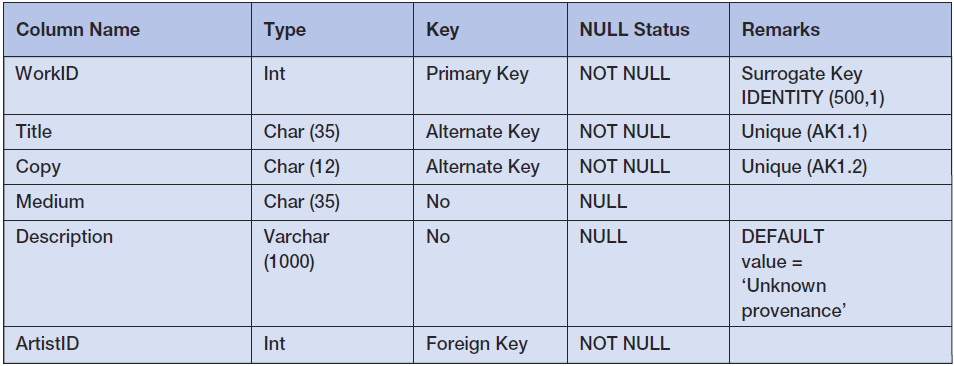 Column Name Type Key NULL Status Remarks
WorkID Int Primary Key NOT NULL Surrogate Key
IDENTITY (500,1)
Title Char (35) Alternate Key NOT NULL Unique (AK1.1)
Copy Char (12) Alternate Key NOT NULL Unique (AK1.2)
Medium Char (35) No NULL
Description Varchar No NULL DEFAULT
(1000) value =
‘Unknown
provenance’
ArtistID Int Foreign Key NOT NULL